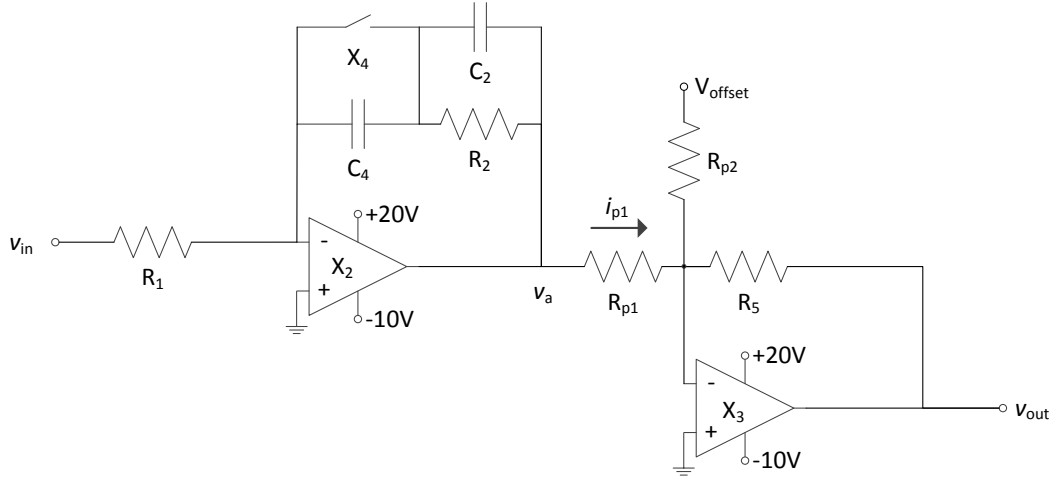 X4
C2
Voffset
C4
R2
Rp2
+20V
ip1
vin
-
X2
+
R1
-10V
va
Rp1
R5
+20V
-
X3
+
vout
-10V